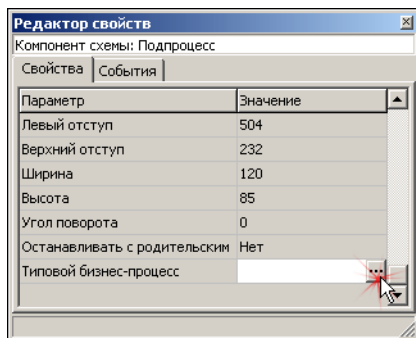 Редактор свойств
Компонент схемы: Подпроцесс
Свойства События
Параметр Значение
Левый отступ 504
Верхний отступ 232
Ширина 120
Высота 85
Угол поворота 0
Останавливать с родительским Нет
Типовой бизнес-процесс ...